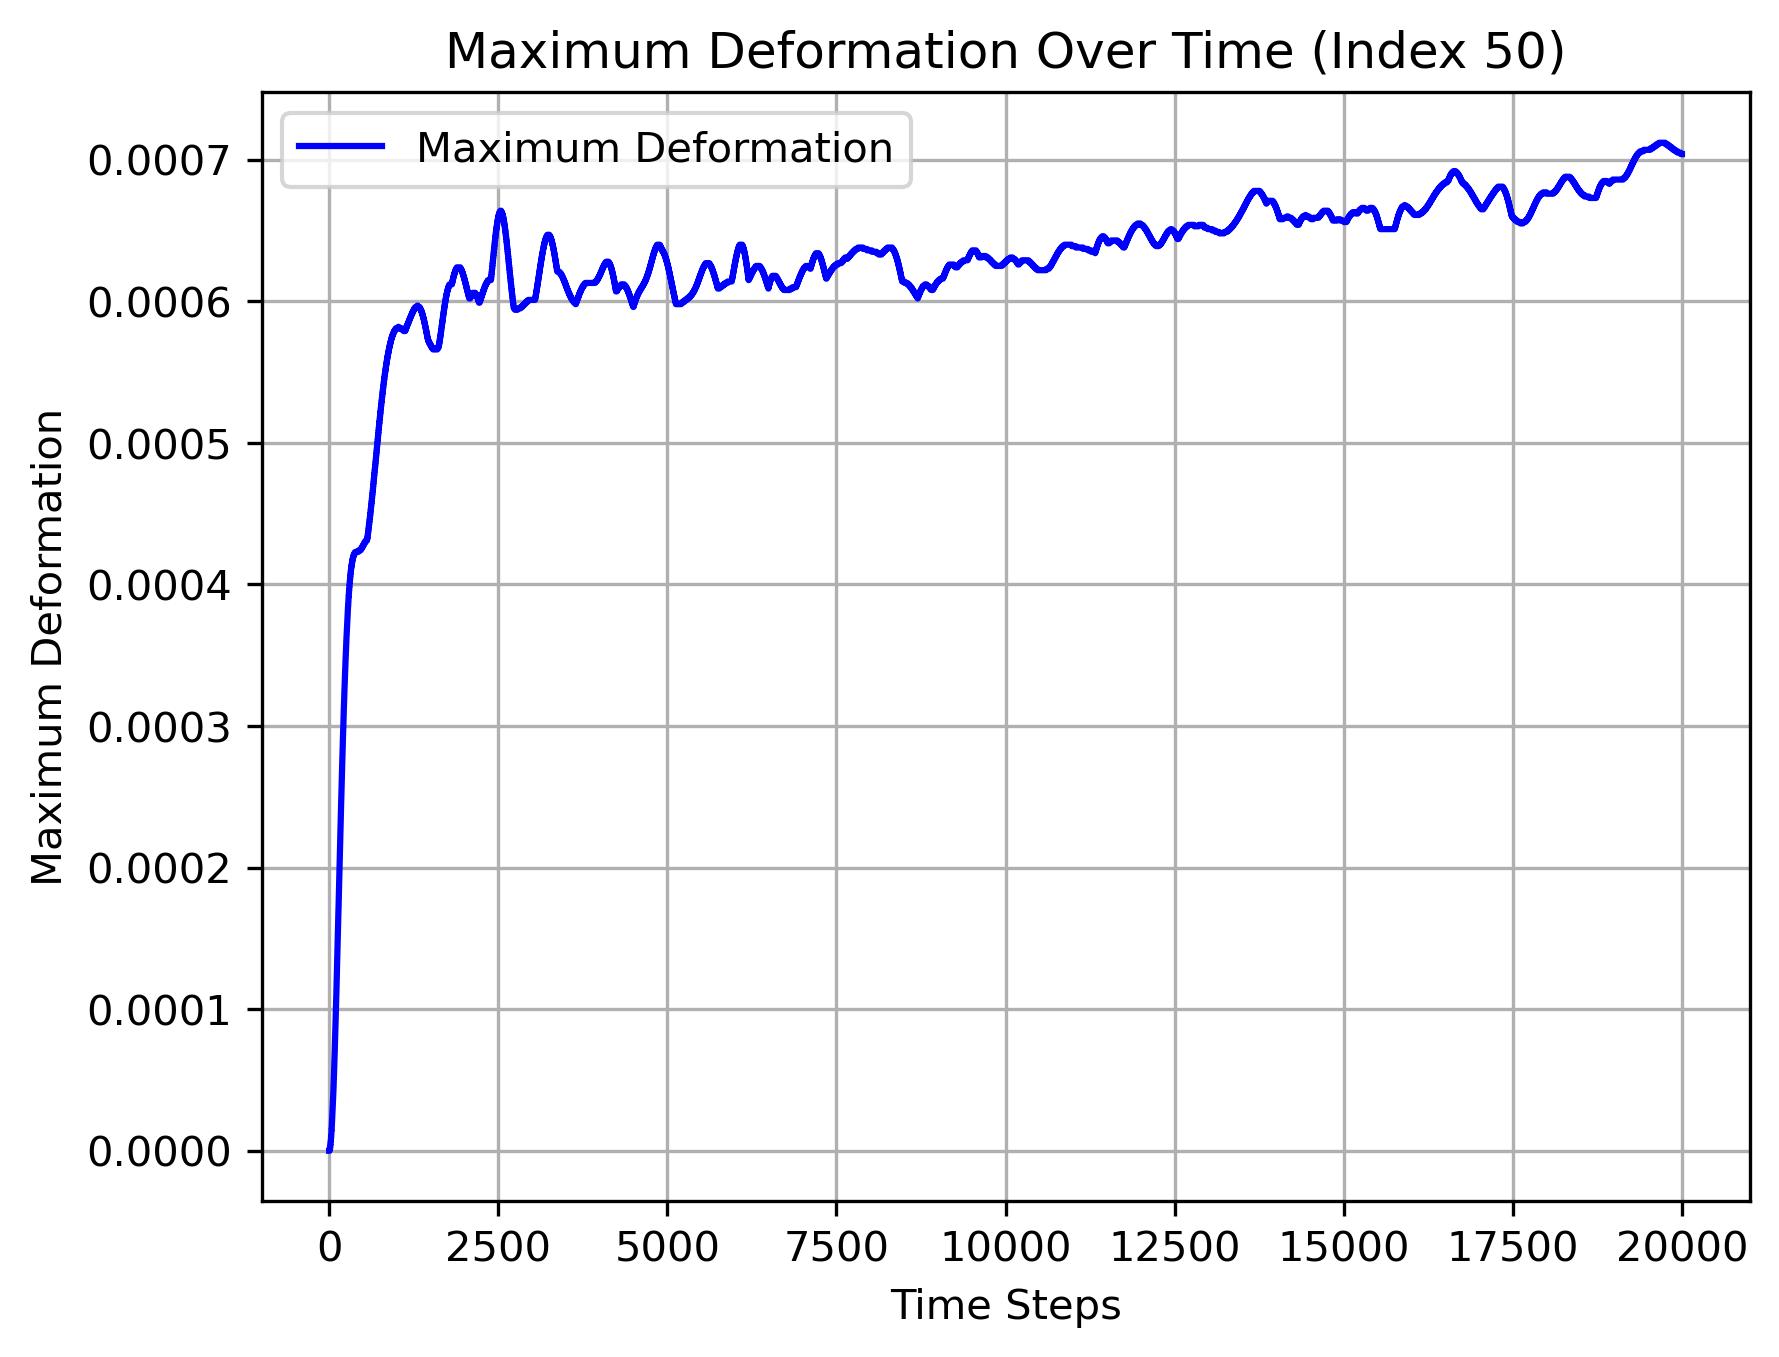 Maximum Deformation Over Time (Index 50)
Maximum Deformation
0.0007
0.0006
0.0005
0.0004
0.0003
0.0002
0.0001
0.0000
Maximum Deformation
0 2500 5000 7500 10000 12500 15000 17500 20000
Time Steps